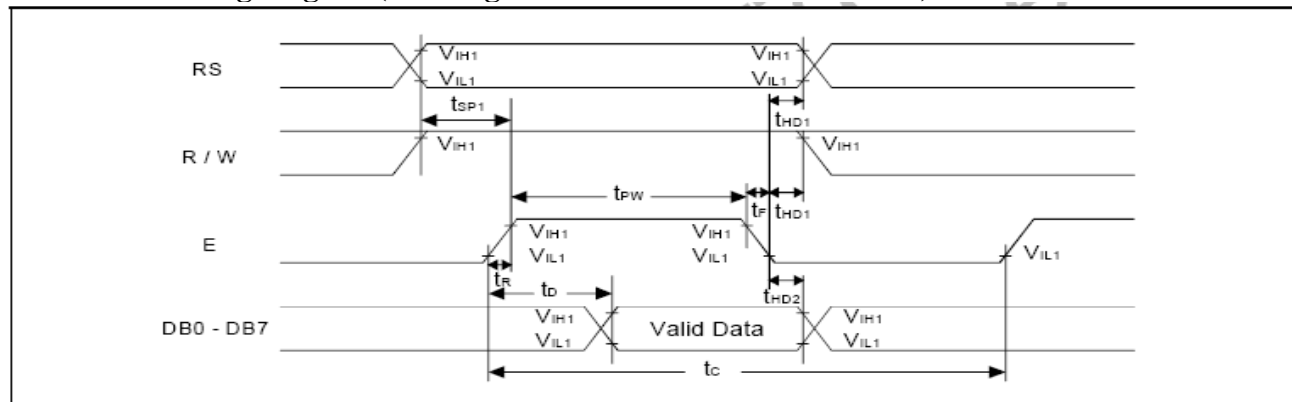 RS
VIH1 VIH1
VIL1 VIL1
tSP1 tHD1
R / W VIH1 VIH1
tPW tF tHD1
E VIH1 VIH1
VIL1 VIL1 VIL1
tR tD tHD2
DB0 - DB7 VIH1 Valid Data VIH1
VIL1 VIL1
tC